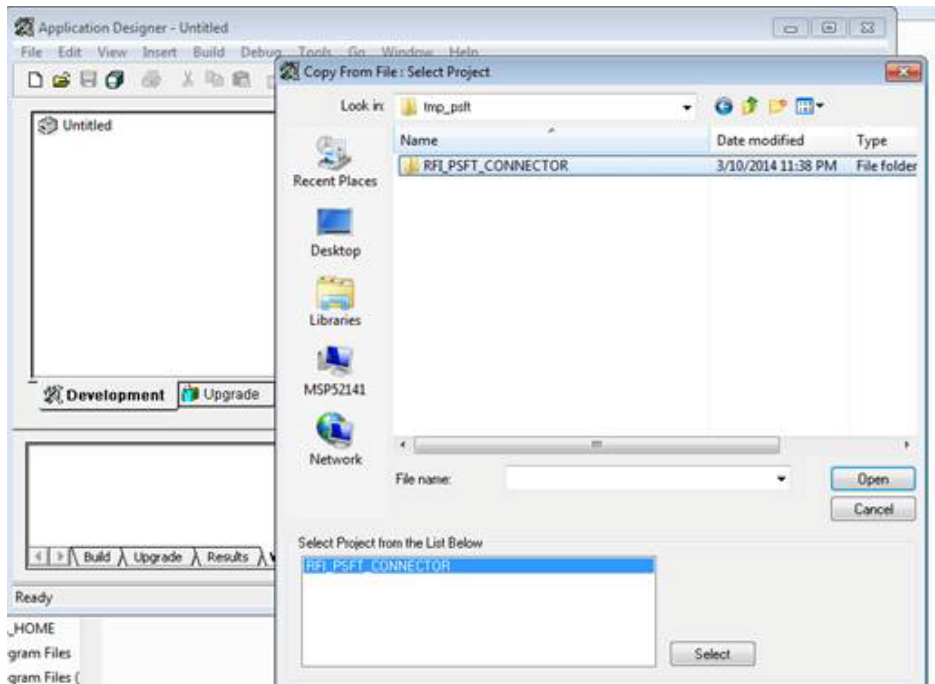 Application Designer - Untitled
File Edit View Insert Build Debug Tools Go Window Help
Untitled
Development Upgrade
Build Upgrade Results
Ready
_HOME
gram Files
gram Files (
Copy From File : Select Project
Look in: tmp_psft
Name Date modified Type
RFI_PSFT_CONNECTOR 3/10/2014 11:38 PM File folder
Recent Places
Desktop
Libraries
MSP52141
Network
File name: Open
Cancel
Select Project from the List Below
RFI_PSFT_CONNECTOR
Select